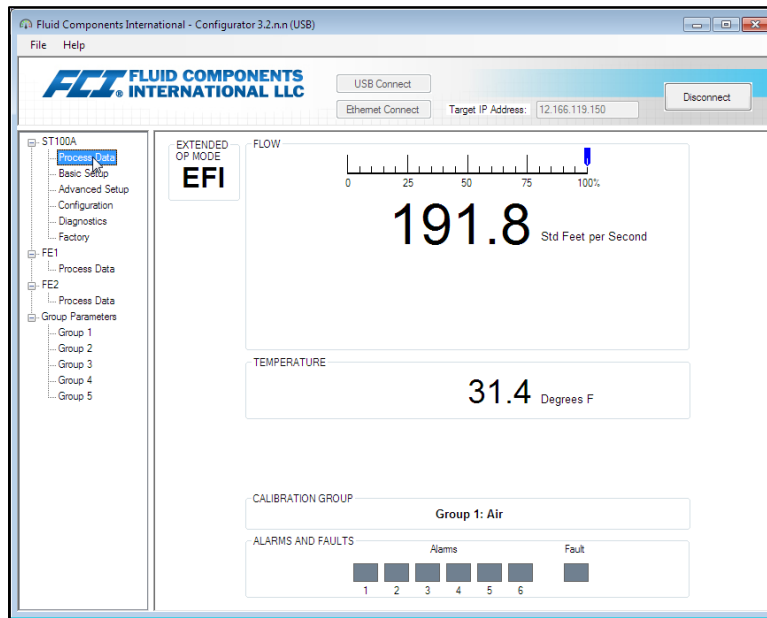 Fluid Components International - Configurator 3.2.n.n (USB)
File Help
FCI® FLUID COMPONENTS
INTERNATIONAL LLC
USB Connect
Ethernet Connect Target IP Address: 12.166.119.150
Disconnect
ST100A
Process Data
Basic Setup
Advanced Setup
Configuration
Diagnostics
Factory
FE1
Process Data
FE2
Process Data
Group Parameters
Group 1
Group 2
Group 3
Group 4
Group 5
EXTENDED
OP MODE
EFI
FLOW
0 25 50 75 100%
191.8 Std Feet per Second
TEMPERATURE
31.4 Degrees F
CALIBRATION GROUP
Group 1: Air
ALARMS AND FAULTS
Alarms Fault
1 2 3 4 5 6